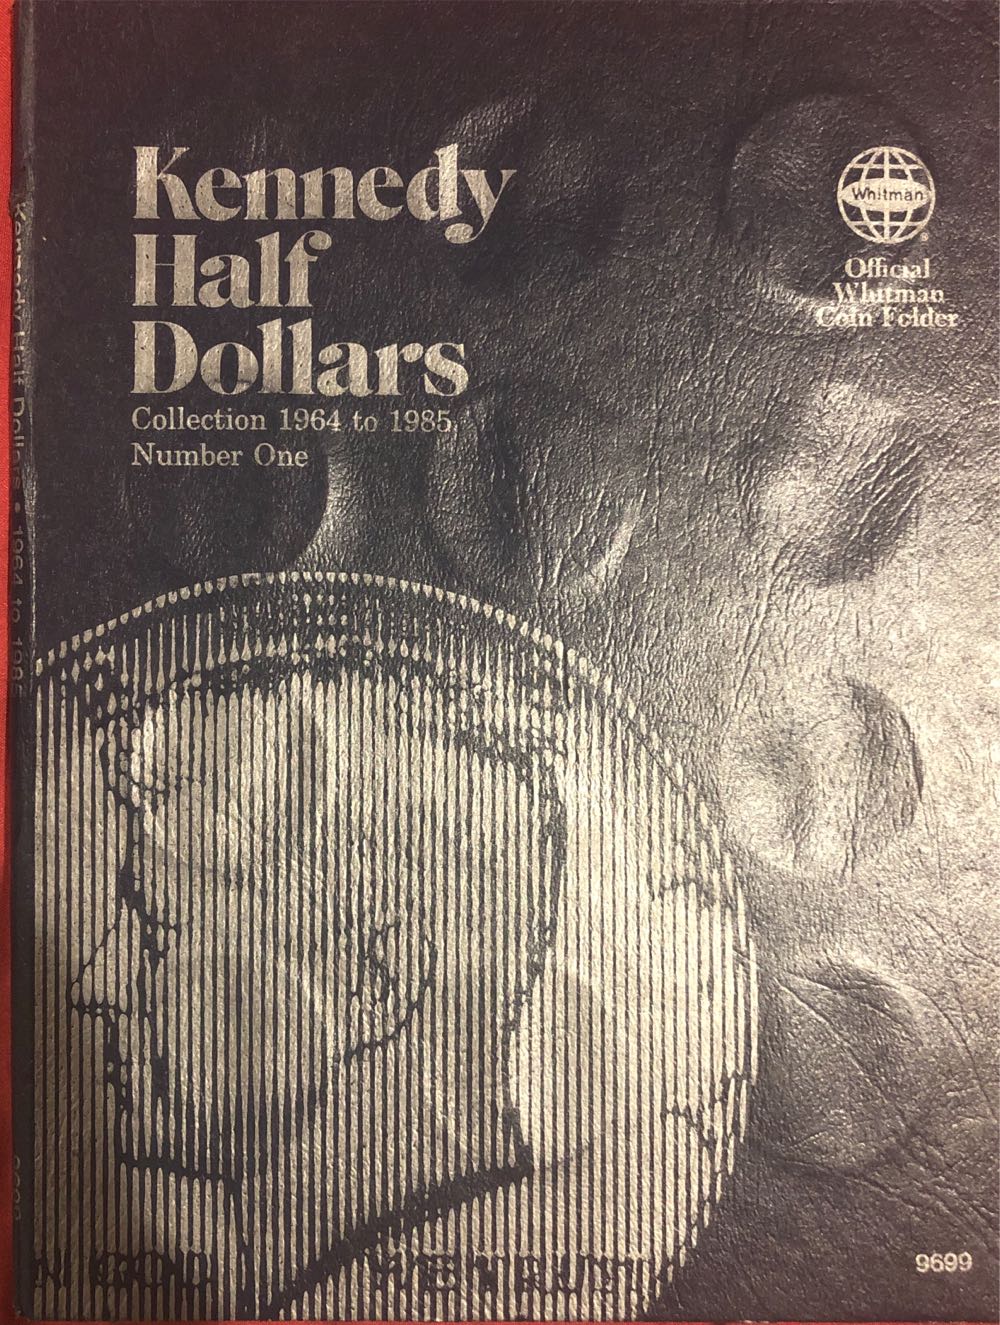 Kennedy
Half
Dollars
Collection 1964 to 1985
Number One
Whitman
®
Official
Whitman
Coin Folder
Kennedy Half Dollars • 1964 to 1985
9699